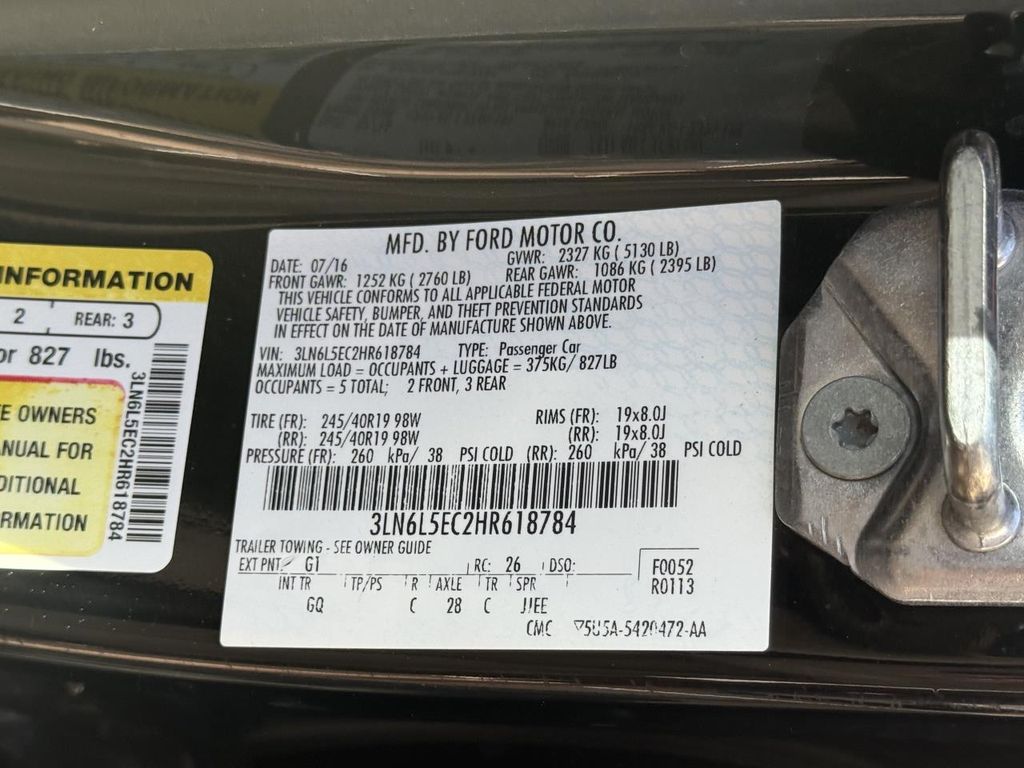 INFORMATION
2 REAR: 3
or 827 lbs.
E OWNERS
ANUAL FOR
DITIONAL
ORMATION
3LN6L5EC2HR618784
MFD. BY FORD MOTOR CO.
DATE: 07/16 GVWR: 2327 KG ( 5130 LB)
FRONT GAWR: 1252 KG ( 2760 LB) REAR GAWR: 1086 KG ( 2395 LB)
THIS VEHICLE CONFORMS TO ALL APPLICABLE FEDERAL MOTOR
VEHICLE SAFETY, BUMPER, AND THEFT PREVENTION STANDARDS
IN EFFECT ON THE DATE OF MANUFACTURE SHOWN ABOVE.
VIN: 3LN6L5EC2HR618784 TYPE: Passenger Car
MAXIMUM LOAD = OCCUPANTS + LUGGAGE = 375KG/ 827LB
OCCUPANTS = 5 TOTAL; 2 FRONT, 3 REAR
TIRE (FR): 245/40R19 98W RIMS (FR): 19x8.0J
(RR): 245/40R19 98W (RR): 19x8.0J
PRESSURE (FR): 260 kPa/ 38 PSI COLD (RR): 260 kPa/ 38 PSI COLD
3LN6L5EC2HR618784
TRAILER TOWING - SEE OWNER GUIDE
EXT PNT: G1 RC: 26 DSO: F0052
INT TR TP/PS R AXLE TR SPR R0113
GQ C 28 C JJEE
CMC